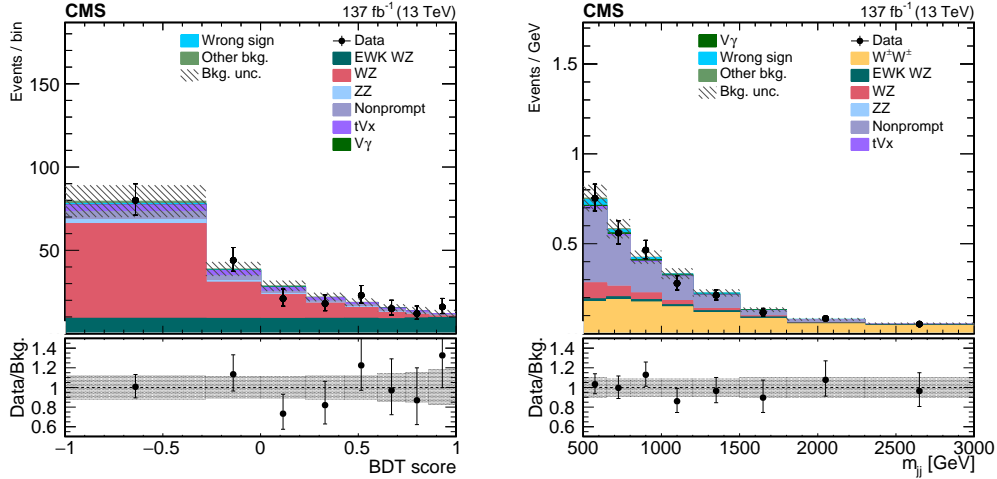 CMS
137 fb⁻¹ (13 TeV)
Events / bin
Wrong sign
Other bkg.
Bkg. unc.
Data
EWK WZ
WZ
ZZ
Nonprompt
tVx
Vγ
150
100
50
Data/Bkg.
1.4
1.2
1
0.8
0.6
−1
−0.5
0
0.5
1
BDT score
CMS
137 fb⁻¹ (13 TeV)
Events / GeV
Vγ
Wrong sign
Other bkg.
Bkg. unc.
Data
W±W±
EWK WZ
WZ
ZZ
Nonprompt
tVx
1.5
1
0.5
0
Data/Bkg.
1.4
1.2
1
0.8
0.6
500
1000
1500
2000
2500
3000
m_jj [GeV]